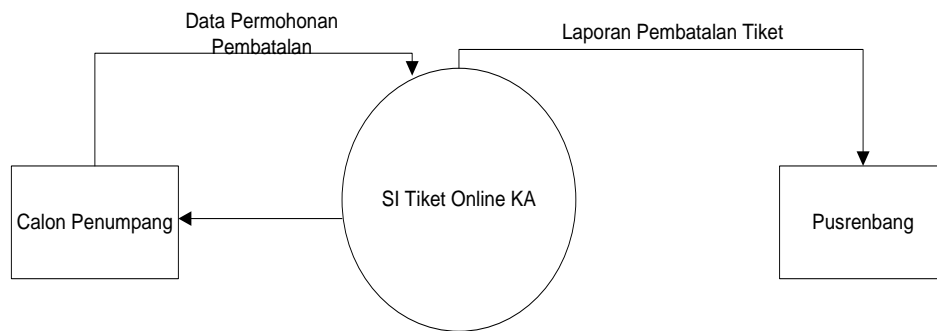 Data Permohonan
Pembatalan
Laporan Pembatalan Tiket
Calon Penumpang
SI Tiket Online KA
Pusrenbang